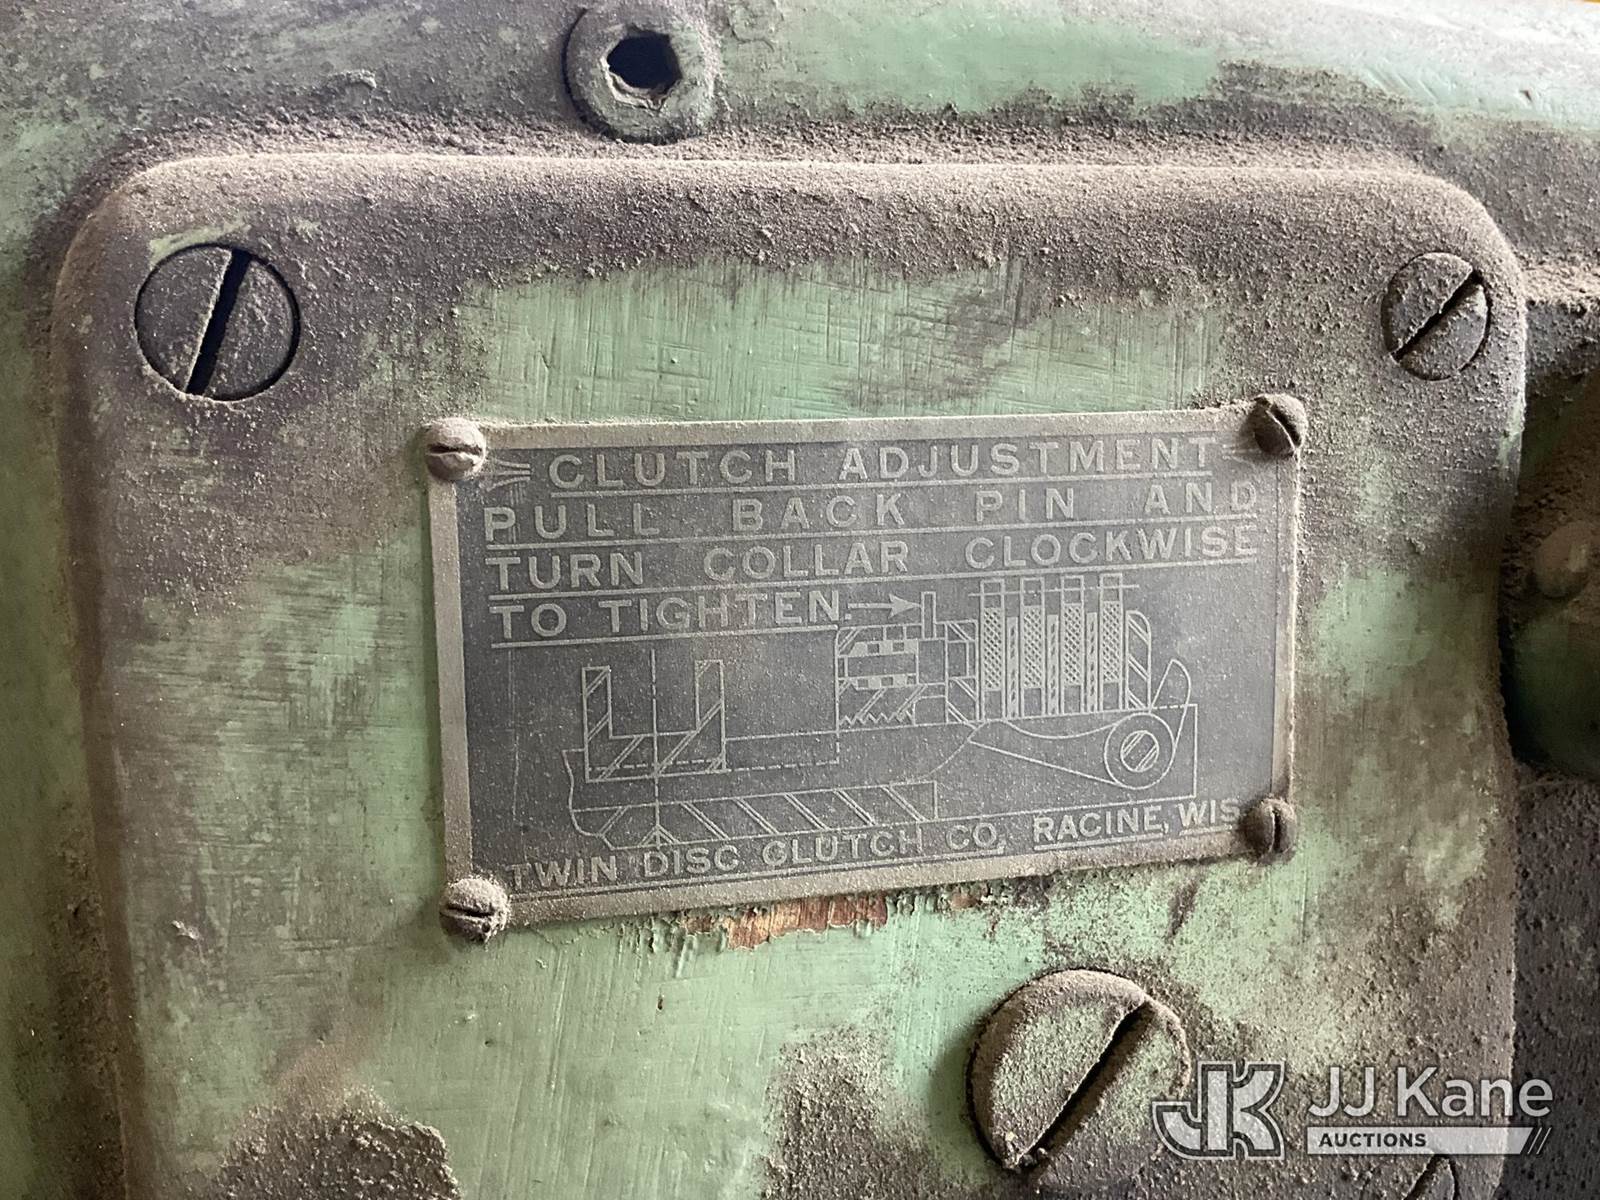 CLUTCH ADJUSTMENT
PULL BACK PIN AND
TURN COLLAR CLOCKWISE
TO TIGHTEN.
TWIN DISC CLUTCH CO. RACINE, WIS.
JK JJ Kane
AUCTIONS